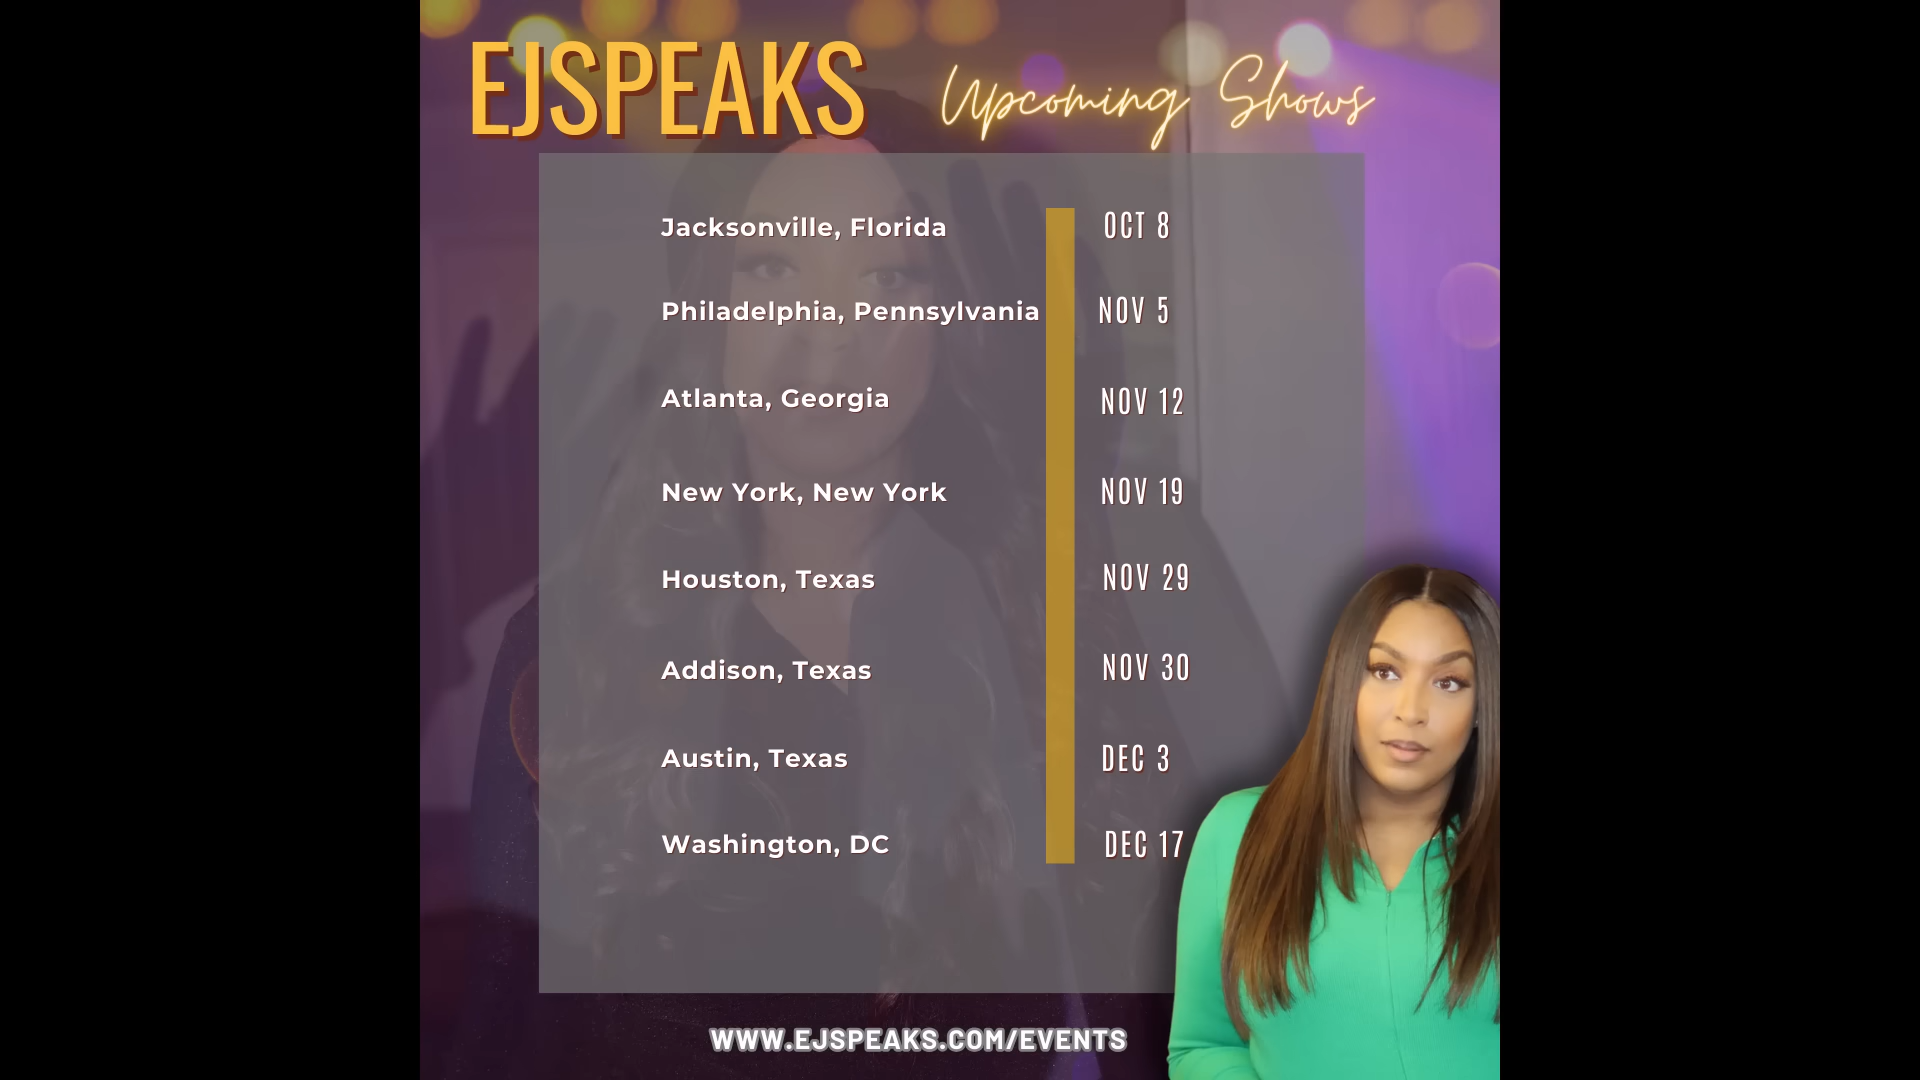 EJSPEAKS Upcoming Shows
Jacksonville, Florida OCT 8
Philadelphia, Pennsylvania NOV 5
Atlanta, Georgia NOV 12
New York, New York NOV 19
Houston, Texas NOV 29
Addison, Texas NOV 30
Austin, Texas DEC 3
Washington, DC DEC 17
WWW.EJSPEAKS.COM/EVENTS